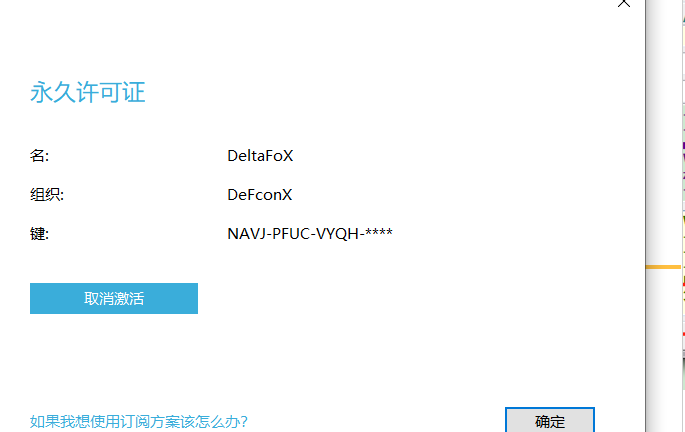 永久许可证
名: DeltaFoX
组织: DeFconX
键: NAVJ-PFUC-VYQH-****
取消激活
如果我想使用订阅方案该怎么办?
确定